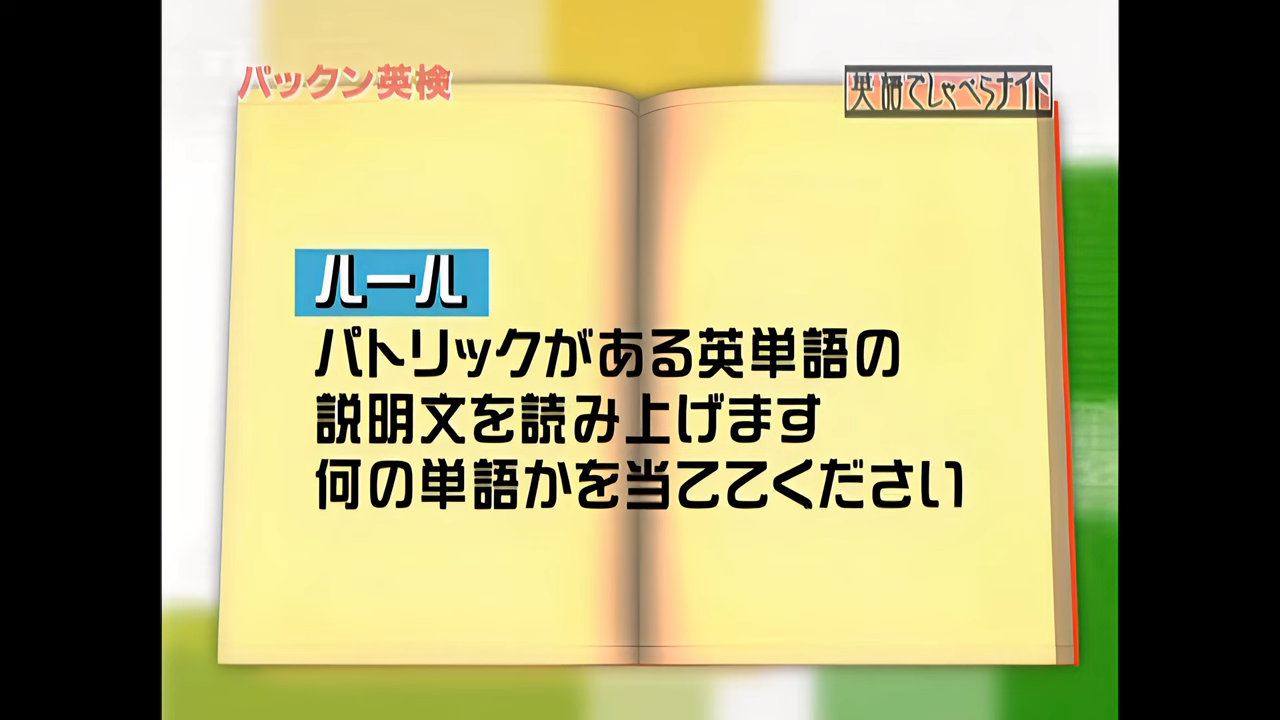 パックン英検
英語でしゃべらナイト
ルール
パトリックがある英単語の
説明文を読み上げます
何の単語かを当ててください